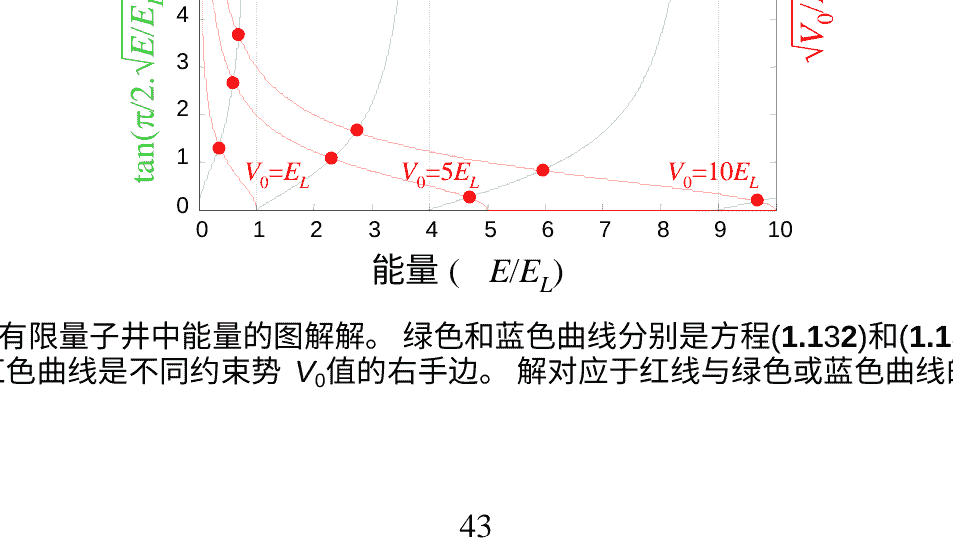 4
3
2
1
0
tan(π/2.√E/E_L
√V₀/
V₀=E_L
V₀=5E_L
V₀=10E_L
0 1 2 3 4 5 6 7 8 9 10
能量 ( E/E_L)
有限量子井中能量的图解解。 绿色和蓝色曲线分别是方程(1.132)和(1.1
色曲线是不同约束势 V₀值的右手边。 解对应于红线与绿色或蓝色曲线
43